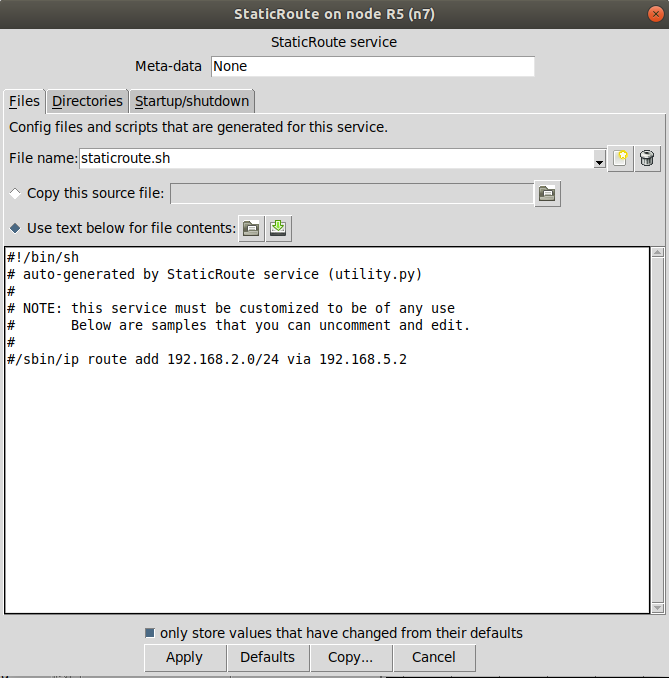 StaticRoute on node R5 (n7)
StaticRoute service
Meta-data None
Files Directories Startup/shutdown
Config files and scripts that are generated for this service.
File name: staticroute.sh
Copy this source file:
Use text below for file contents:
#!/bin/sh
# auto-generated by StaticRoute service (utility.py)
#
# NOTE: this service must be customized to be of any use
#       Below are samples that you can uncomment and edit.
#
#/sbin/ip route add 192.168.2.0/24 via 192.168.5.2
only store values that have changed from their defaults
Apply Defaults Copy... Cancel